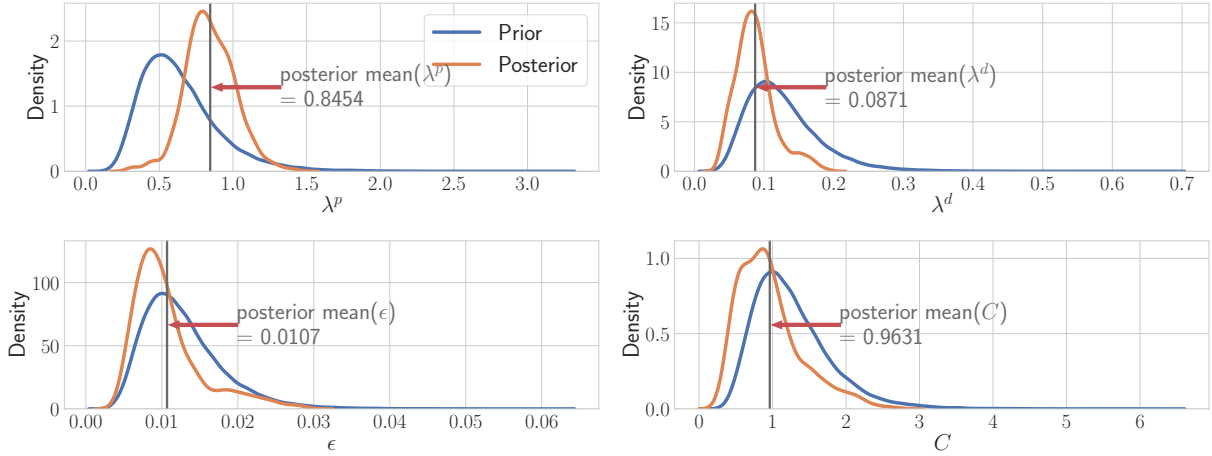 Density
2
1
0
Prior
Posterior
posterior mean(λ^p)
= 0.8454
0.0 0.5 1.0 1.5 2.0 2.5 3.0
λ^p
Density
15
10
5
0
posterior mean(λ^d)
= 0.0871
0.0 0.1 0.2 0.3 0.4 0.5 0.6 0.7
λ^d
Density
100
50
0
posterior mean(ϵ)
= 0.0107
0.00 0.01 0.02 0.03 0.04 0.05 0.06
ϵ
Density
1.0
0.5
0.0
posterior mean(C)
= 0.9631
0 1 2 3 4 5 6
C